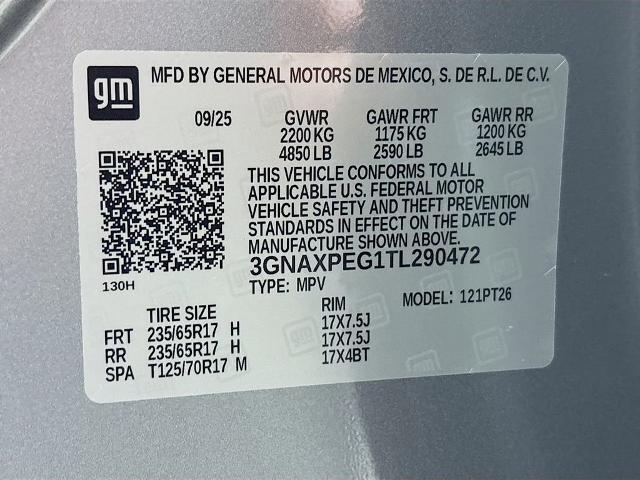 gm
MFD BY GENERAL MOTORS DE MEXICO, S. DE R.L. DE C.V.
09/25 GVWR GAWR FRT GAWR RR
2200 KG 1175 KG 1200 KG
4850 LB 2590 LB 2645 LB
THIS VEHICLE CONFORMS TO ALL
APPLICABLE U.S. FEDERAL MOTOR
VEHICLE SAFETY AND THEFT PREVENTION
STANDARDS IN EFFECT ON THE DATE OF
MANUFACTURE SHOWN ABOVE.
3GNAXPEG1TL290472
130H
TYPE: MPV MODEL: 121PT26
TIRE SIZE RIM
FRT 235/65R17 H 17X7.5J
RR 235/65R17 H 17X7.5J
SPA T125/70R17 M 17X4BT